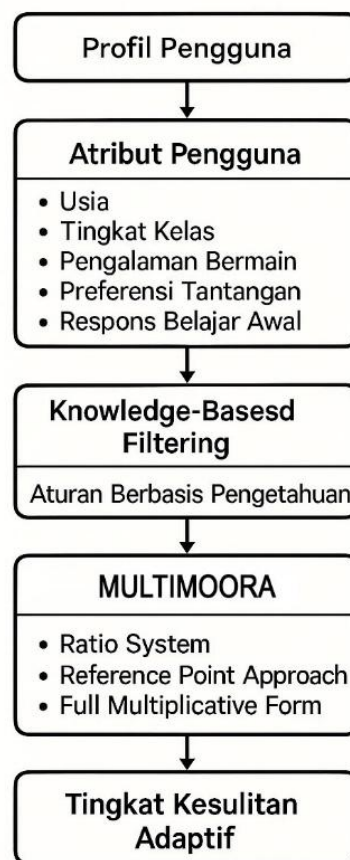 Profil Pengguna
Atribut Pengguna
• Usia
• Tingkat Kelas
• Pengalaman Bermain
• Preferensi Tantangan
• Respons Belajar Awal
Knowledge-Basesd
Filtering
Aturan Berbasis Pengetahuan
MULTIMOORA
• Ratio System
• Reference Point Approach
• Full Multiplicative Form
Tingkat Kesulitan
Adaptif